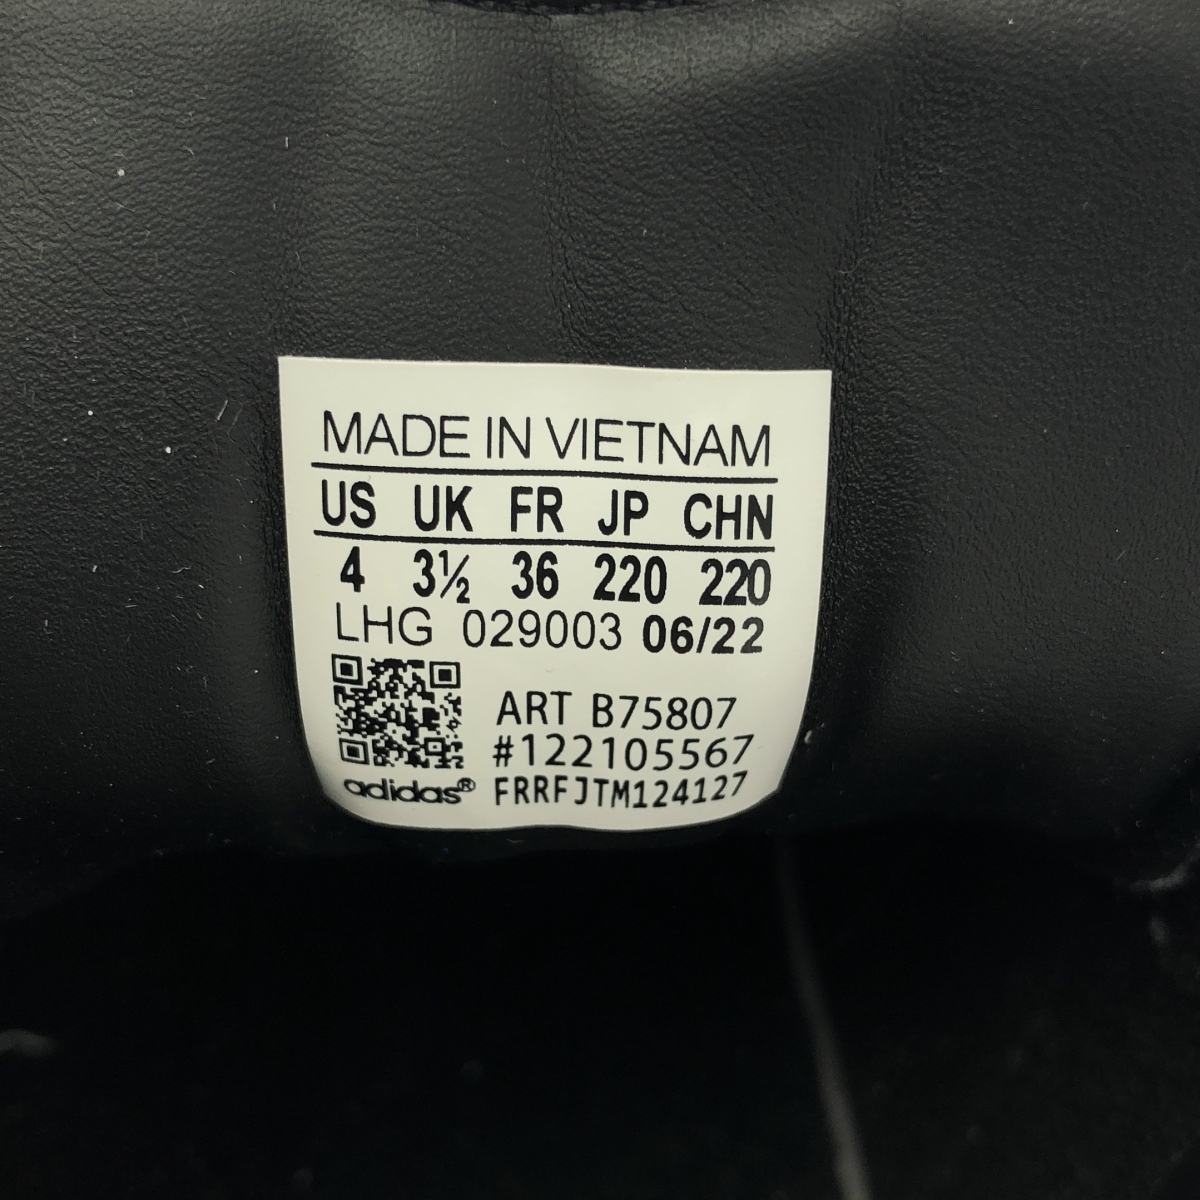 MADE IN VIETNAM
US UK FR JP CHN
4 3½ 36 220 220
LHG 029003 06/22
ART B75807
#122105567
adidas® FRRFJTM124127